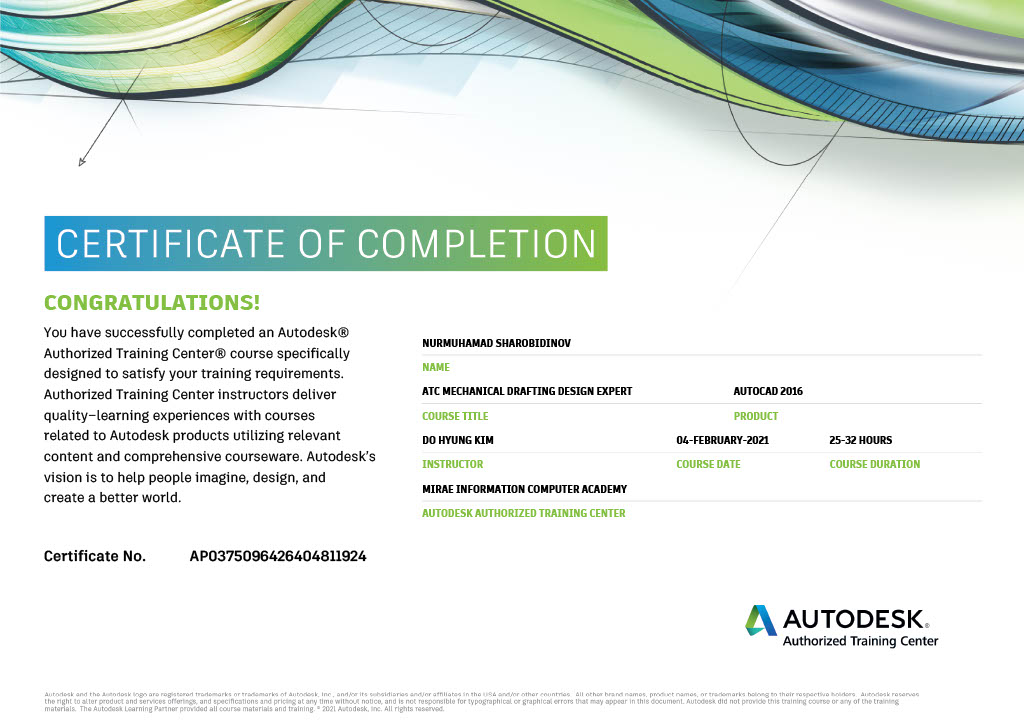 CERTIFICATE OF COMPLETION
CONGRATULATIONS!
You have successfully completed an Autodesk®
Authorized Training Center® course specifically
designed to satisfy your training requirements.
Authorized Training Center instructors deliver
quality-learning experiences with courses
related to Autodesk products utilizing relevant
content and comprehensive courseware. Autodesk's
vision is to help people imagine, design, and
create a better world.
Certificate No. AP0375096426404811924
NURMUHAMAD SHAROBIDINOV
NAME
ATC MECHANICAL DRAFTING DESIGN EXPERT AUTOCAD 2016
COURSE TITLE PRODUCT
DO HYUNG KIM 04-FEBRUARY-2021 25-32 HOURS
INSTRUCTOR COURSE DATE COURSE DURATION
MIRAE INFORMATION COMPUTER ACADEMY
AUTODESK AUTHORIZED TRAINING CENTER
AUTODESK®
Authorized Training Center
Autodesk and the Autodesk logo are registered trademarks or trademarks of Autodesk, Inc., and/or its subsidiaries and/or affiliates in the USA and/or other countries. All other brand names, product names, or trademarks belong to their respective holders. Autodesk reserves
the right to alter product and services offerings, and specifications and pricing at any time without notice, and is not responsible for typographical or graphical errors that may appear in this document. Autodesk did not provide this training course or any of the training
materials. The Autodesk Learning Partner provided all course materials and Training. © 2021 Autodesk, Inc. All rights reserved.